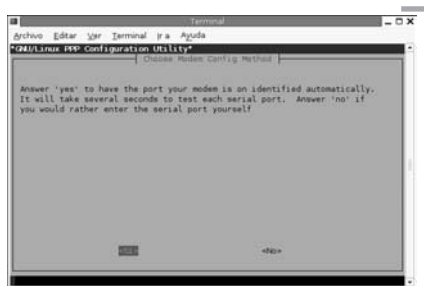 Terminal
Archivo Editar Ver Terminal Ir a Ayuda
*GNU/Linux PPP Configuration Utility*
Choose Modem Config Method
Answer 'yes' to have the port your modem is on identified automatically.
It will take several seconds to test each serial port. Answer 'no' if
you would rather enter the serial port yourself
<Sí> <No>